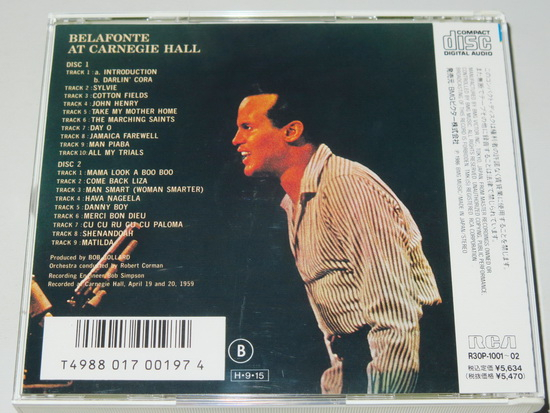 BELAFONTE
AT CARNEGIE HALL
DISC 1
TRACK 1: a. INTRODUCTION
b. DARLIN' CORA
TRACK 2: SYLVIE
TRACK 3: COTTON FIELDS
TRACK 4: JOHN HENRY
TRACK 5: TAKE MY MOTHER HOME
TRACK 6: THE MARCHING SAINTS
TRACK 7: DAY O
TRACK 8: JAMAICA FAREWELL
TRACK 9: MAN PIABA
TRACK 10: ALL MY TRIALS
DISC 2
TRACK 1: MAMA LOOK A BOO BOO
TRACK 2: COME BACK LIZA
TRACK 3: MAN SMART (WOMAN SMARTER)
TRACK 4: HAVA NAGEELA
TRACK 5: DANNY BOY
TRACK 6: MERCI BON DIEU
TRACK 7: CU CU RU CU CU PALOMA
TRACK 8: SHENANDOAH
TRACK 9: MATILDA
Produced by BOB BOLLARD
Orchestra conducted by Robert Corman
Recording Engineer: Bob Simpson
Recorded at Carnegie Hall, April 19 and 20, 1959
T4988 017 00197 4
B
H・9・15
COMPACT
disc
DIGITAL AUDIO
RCA
R30P-1001~02
税込定価 ¥5,634
(税抜価格 ¥5,470)